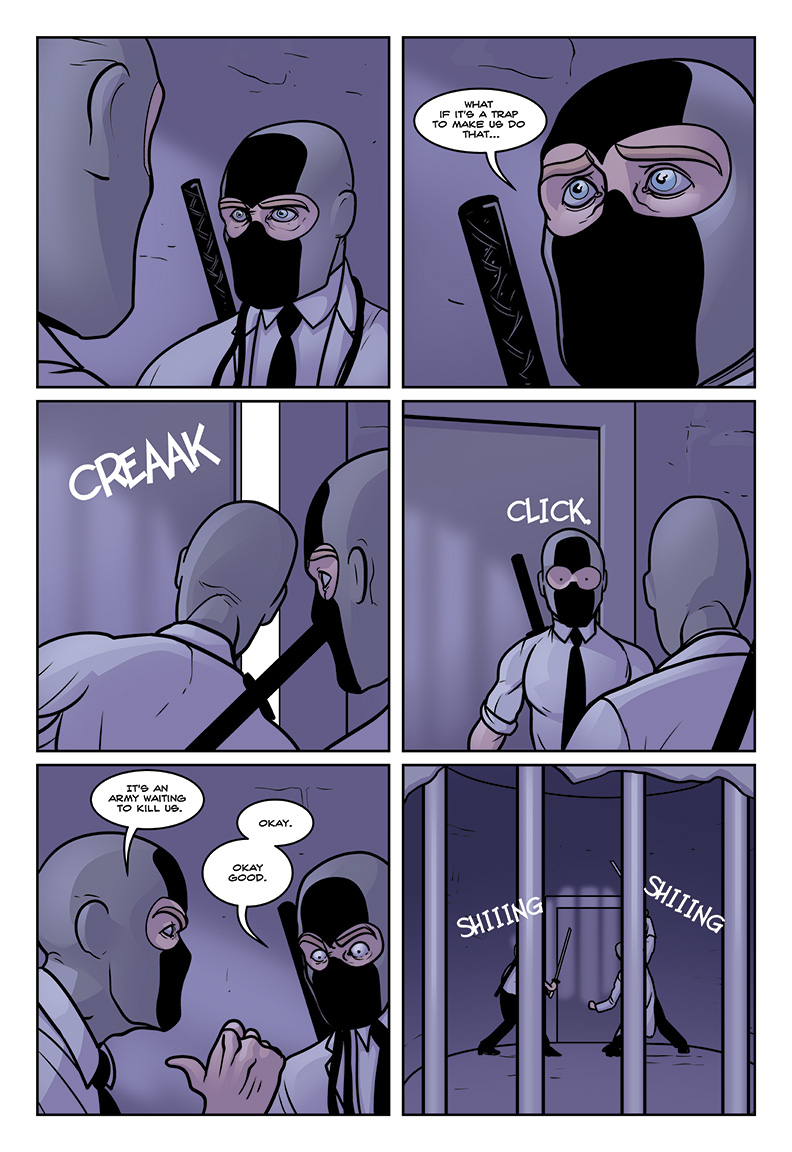 WHAT
IF IT'S A TRAP
TO MAKE US DO
THAT...
CREAAK
CLICK.
IT'S AN
ARMY WAITING
TO KILL US.
OKAY.
OKAY
GOOD.
SHIIING
SHIIING